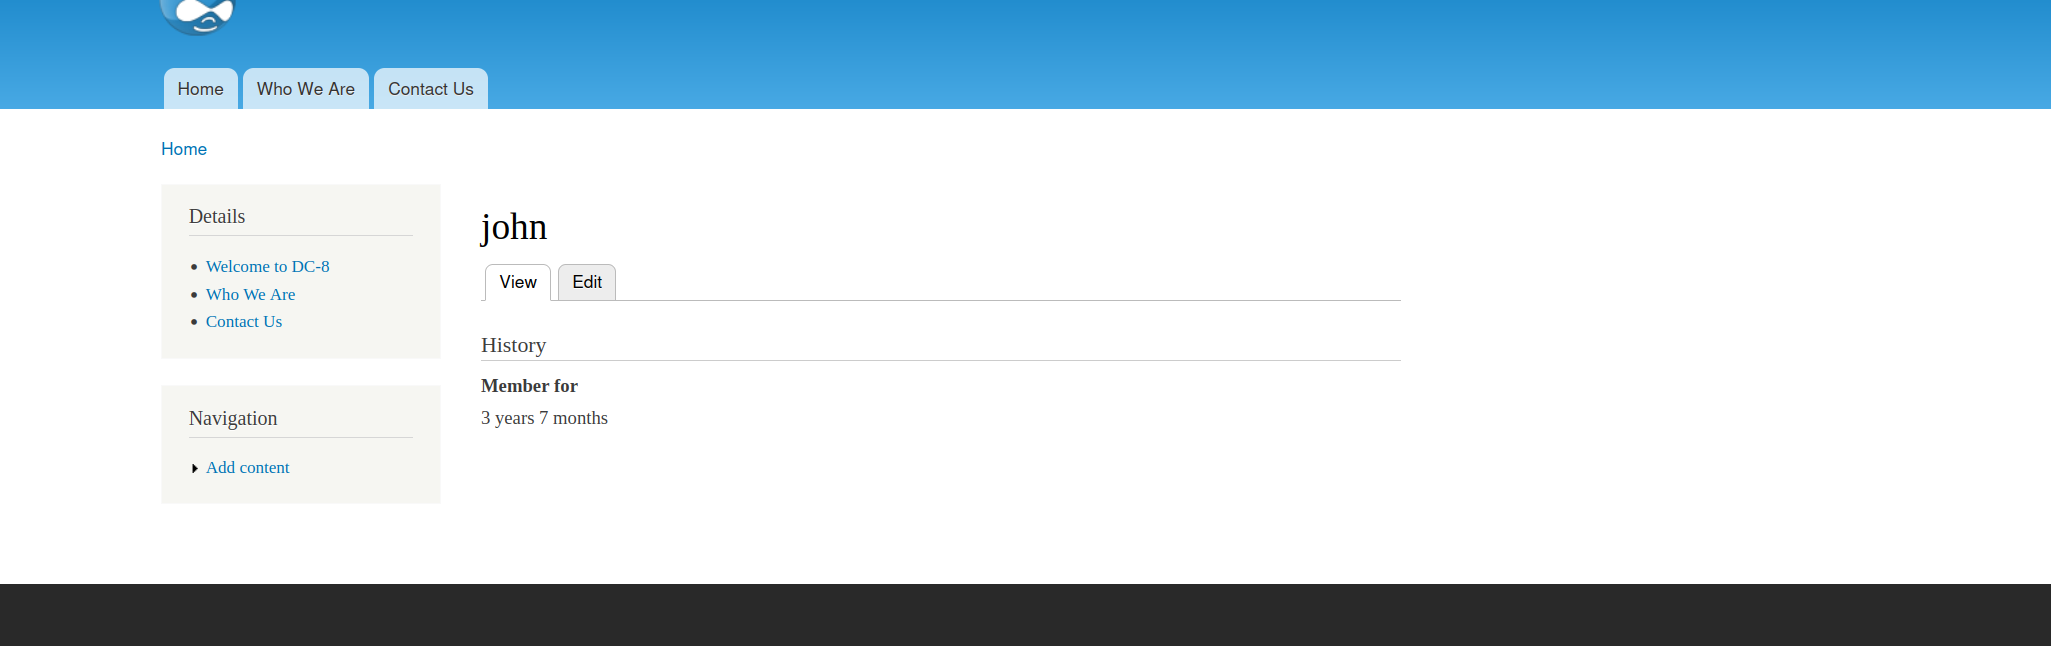 Home
Who We Are
Contact Us
Home
Details
Welcome to DC-8
Who We Are
Contact Us
Navigation
Add content
john
View
Edit
History
Member for
3 years 7 months